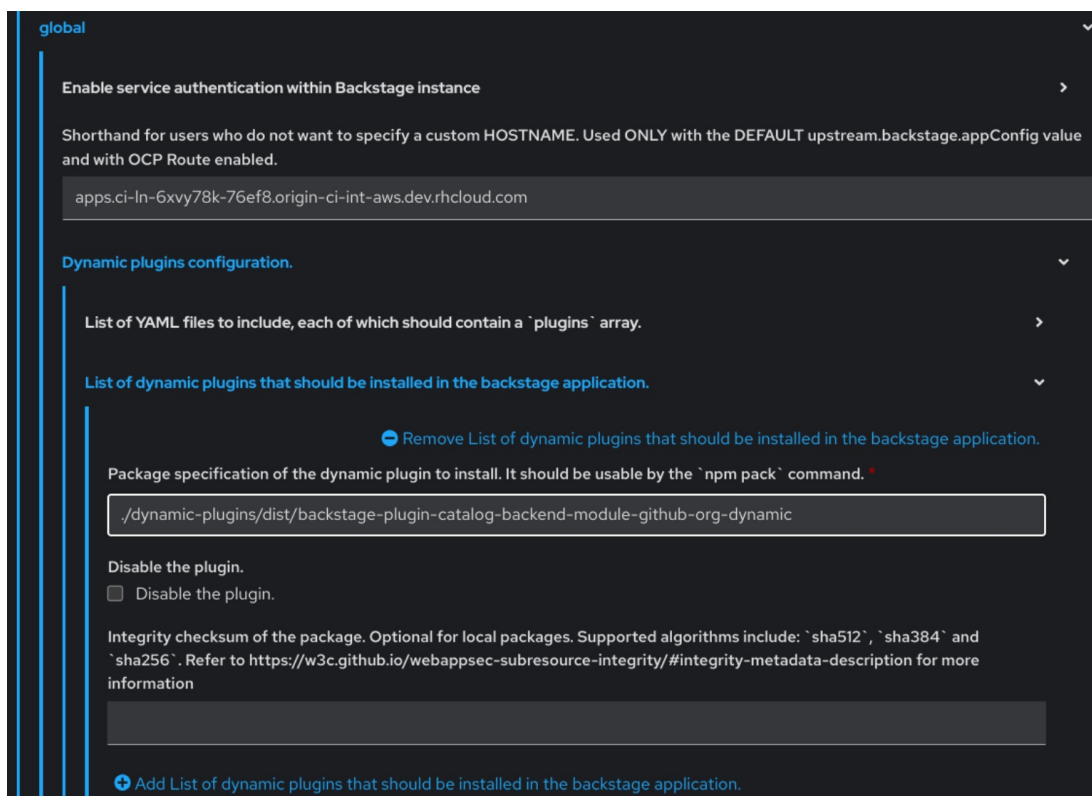 global
Enable service authentication within Backstage instance
Shorthand for users who do not want to specify a custom HOSTNAME. Used ONLY with the DEFAULT upstream.backstage.appConfig value
and with OCP Route enabled.
apps.ci-ln-6xvy78k-76ef8.origin-ci-int-aws.dev.rhcloud.com
Dynamic plugins configuration.
List of YAML files to include, each of which should contain a `plugins` array.
List of dynamic plugins that should be installed in the backstage application.
Remove List of dynamic plugins that should be installed in the backstage application.
Package specification of the dynamic plugin to install. It should be usable by the `npm pack` command. *
./dynamic-plugins/dist/backstage-plugin-catalog-backend-module-github-org-dynamic
Disable the plugin.
Disable the plugin.
Integrity checksum of the package. Optional for local packages. Supported algorithms include: `sha512`, `sha384` and
`sha256`. Refer to https://w3c.github.io/webappsec-subresource-integrity/#integrity-metadata-description for more
information
Add List of dynamic plugins that should be installed in the backstage application.